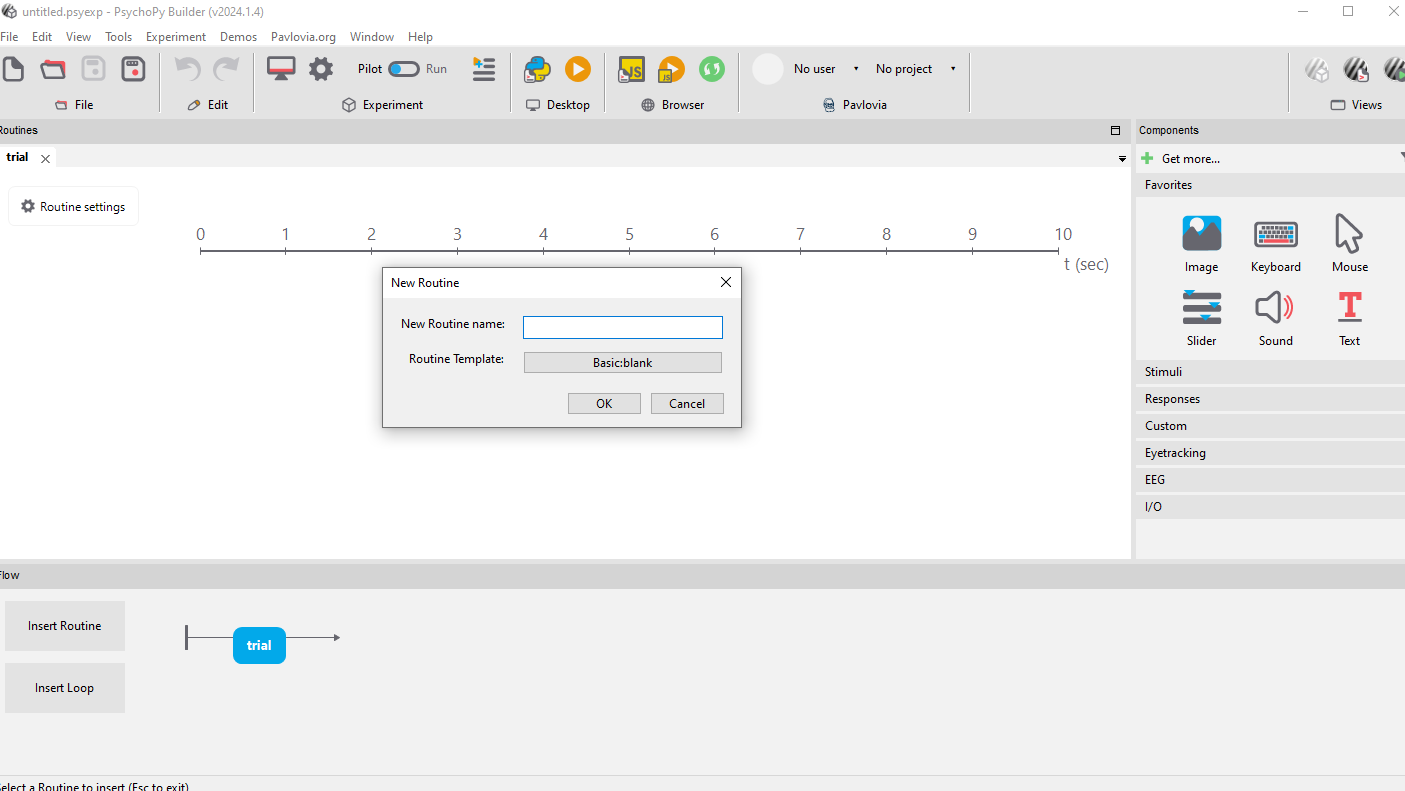 untitled.psyexp - PsychoPy Builder (v2024.1.4)
File Edit View Tools Experiment Demos Pavlovia.org Window Help
Pilot Run No user No project
File Edit Experiment Desktop Browser Pavlovia Views
Routines
Components
trial
Get more...
Routine settings
Favorites
0 1 2 3 4 5 6 7 8 9 10
t (sec)
Image Keyboard Mouse
Slider Sound Text
New Routine
New Routine name:
Routine Template: Basic:blank
OK Cancel
Stimuli
Responses
Custom
Eyetracking
EEG
I/O
Flow
Insert Routine
trial
Insert Loop
Select a Routine to insert (Esc to exit)